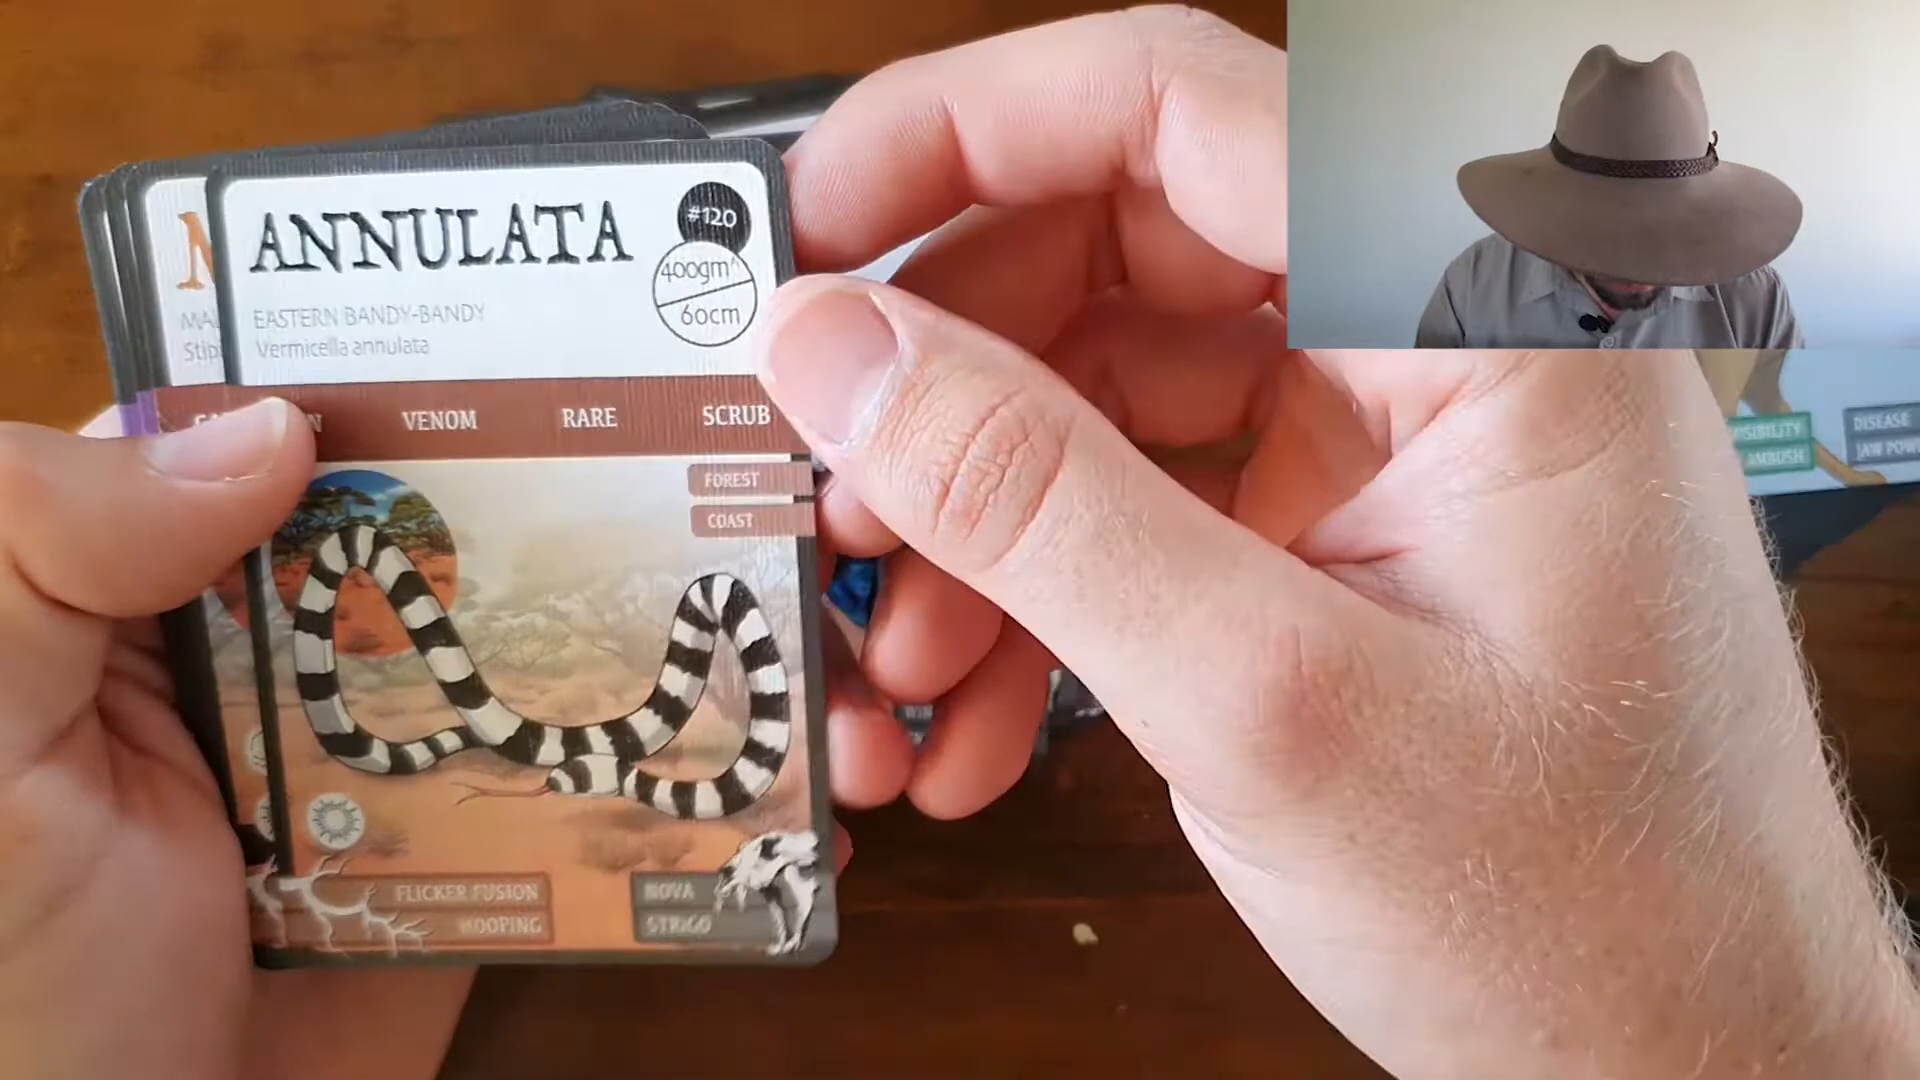 ANNULATA
#120
400gm^
60cm
EASTERN BANDY-BANDY
Vermicella annulata
VENOM
RARE
SCRUB
FOREST
COAST
FLICKER FUSION
HOOPING
NOVA
STRIGO
AMBUSH
DISEASE